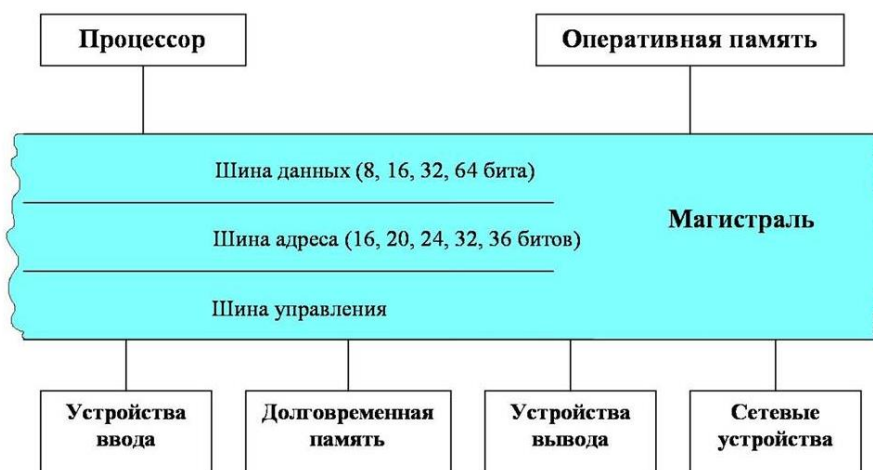 Процессор
Оперативная память
Шина данных (8, 16, 32, 64 бита)
Магистраль
Шина адреса (16, 20, 24, 32, 36 битов)
Шина управления
Устройства
ввода
Долговременная
память
Устройства
вывода
Сетевые
устройства